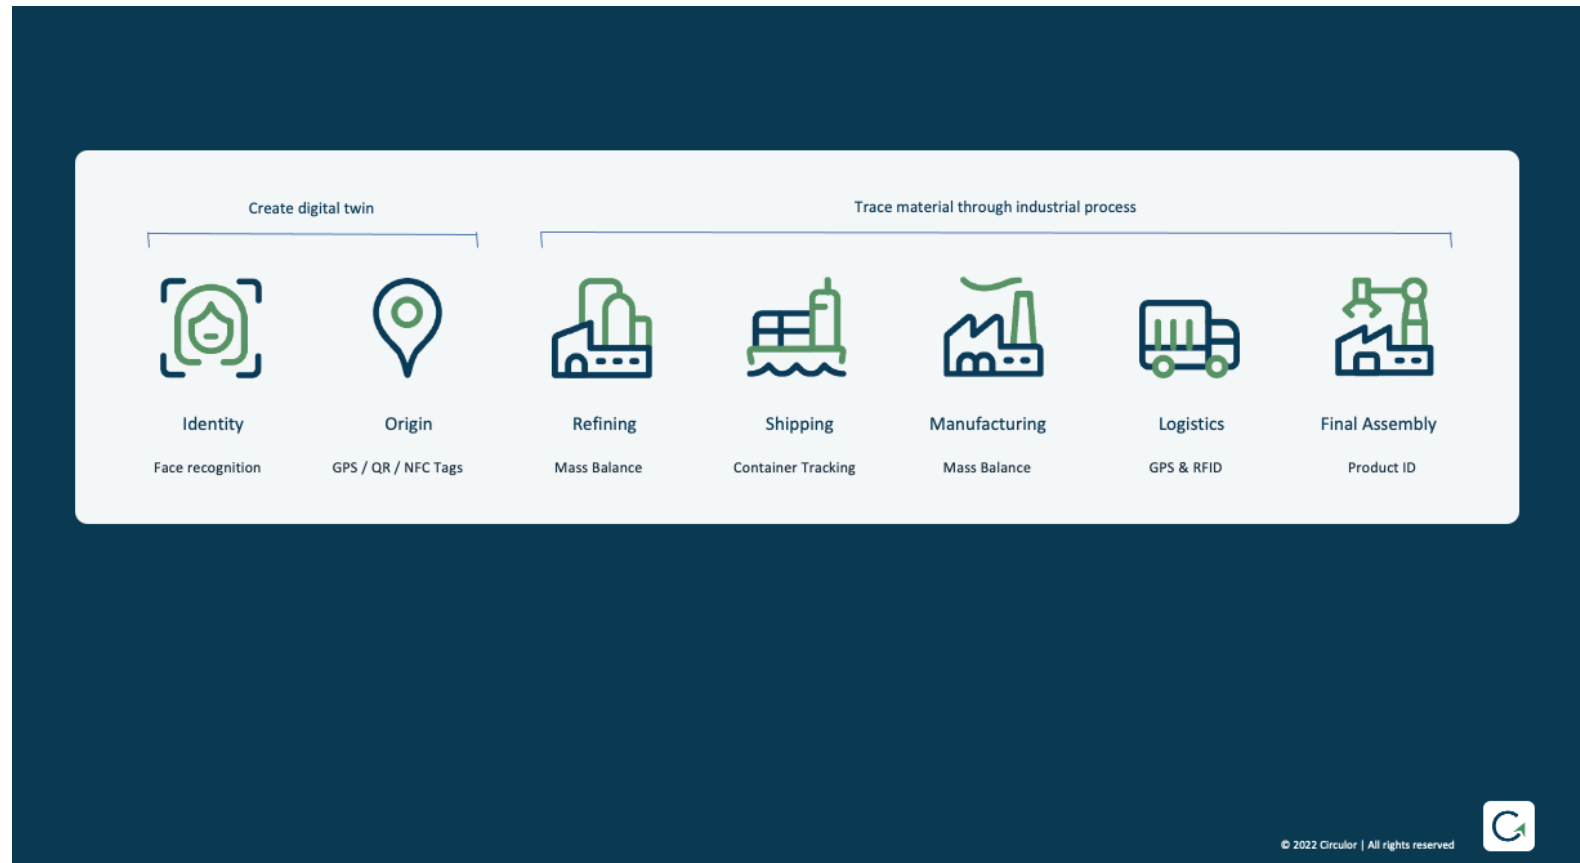 Create digital twin
Trace material through industrial process
Identity
Origin
Refining
Shipping
Manufacturing
Logistics
Final Assembly
Face recognition
GPS / QR / NFC Tags
Mass Balance
Container Tracking
Mass Balance
GPS & RFID
Product ID
© 2022 Circulor | All rights reserved